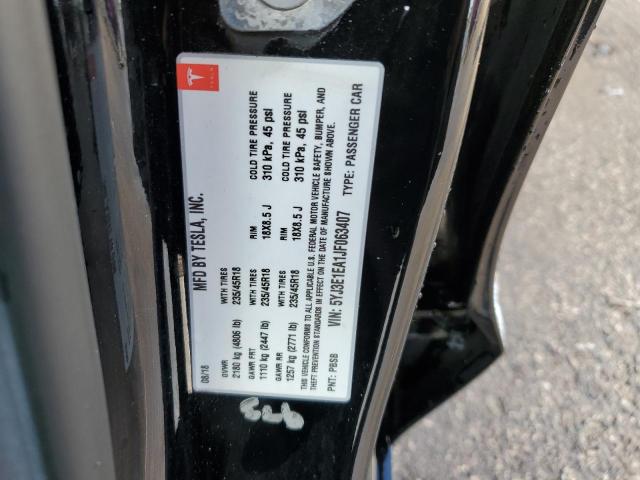 TESLA
MFD BY TESLA, INC.
08/18
GVWR WITH TIRES RIM COLD TIRE PRESSURE
2180 kg (4806 lb) 235/45R18 18X8.5 J 310 kPa, 45 psi
GAWR FRT WITH TIRES RIM COLD TIRE PRESSURE
1110 kg (2447 lb) 235/45R18 18X8.5 J 310 kPa, 45 psi
GAWR RR
1257 kg (2771 lb) 235/45R18
THIS VEHICLE CONFORMS TO ALL APPLICABLE U.S. FEDERAL MOTOR VEHICLE SAFETY, BUMPER, AND
THEFT PREVENTION STANDARDS IN EFFECT ON THE DATE OF MANUFACTURE SHOWN ABOVE.
VIN: 5YJ3E1EA1JF063407 TYPE: PASSENGER CAR
PNT: PBSB